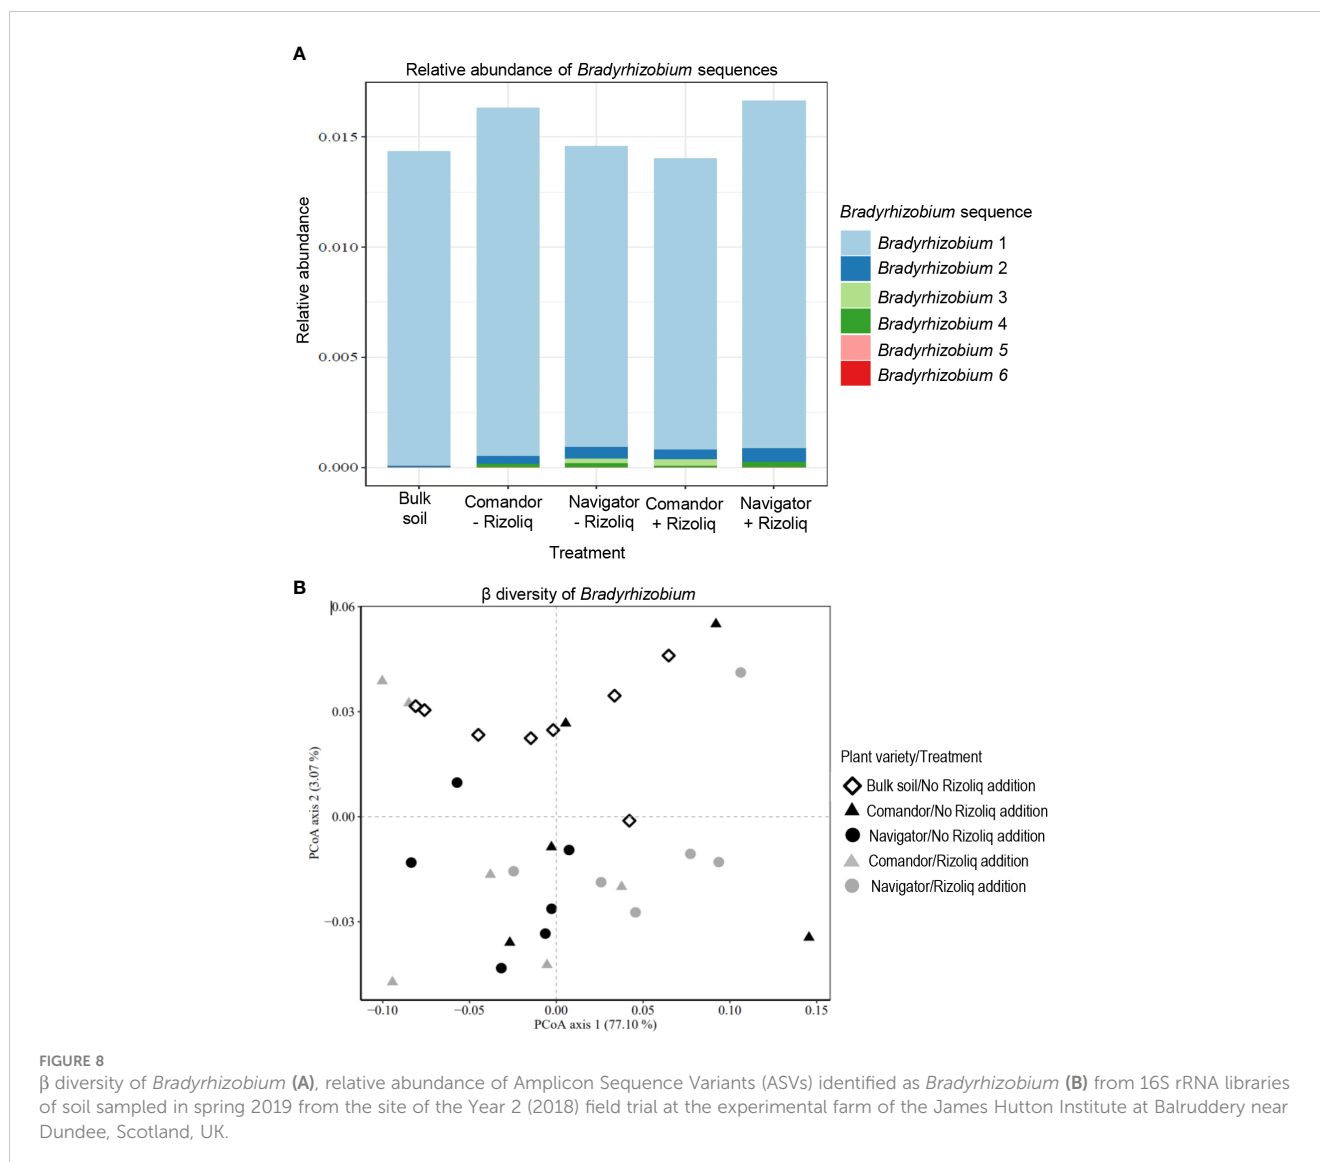 A
Relative abundance of Bradyrhizobium sequences
0.015
0.010
0.005
0.000
Relative abundance
Bulk soil
Comandor - Rizoliq
Navigator - Rizoliq
Comandor + Rizoliq
Navigator + Rizoliq
Treatment
Bradyrhizobium sequence
Bradyrhizobium 1
Bradyrhizobium 2
Bradyrhizobium 3
Bradyrhizobium 4
Bradyrhizobium 5
Bradyrhizobium 6
B
β diversity of Bradyrhizobium
0.06
0.03
0.00
−0.03
PCoA axis 2 (3.07 %)
−0.10 −0.05 0.00 0.05 0.10 0.15
PCoA axis 1 (77.10 %)
Plant variety/Treatment
Bulk soil/No Rizoliq addition
Comandor/No Rizoliq addition
Navigator/No Rizoliq addition
Comandor/Rizoliq addition
Navigator/Rizoliq addition
FIGURE 8
β diversity of Bradyrhizobium (A), relative abundance of Amplicon Sequence Variants (ASVs) identified as Bradyrhizobium (B) from 16S rRNA libraries
of soil sampled in spring 2019 from the site of the Year 2 (2018) field trial at the experimental farm of the James Hutton Institute at Balruddery near
Dundee, Scotland, UK.